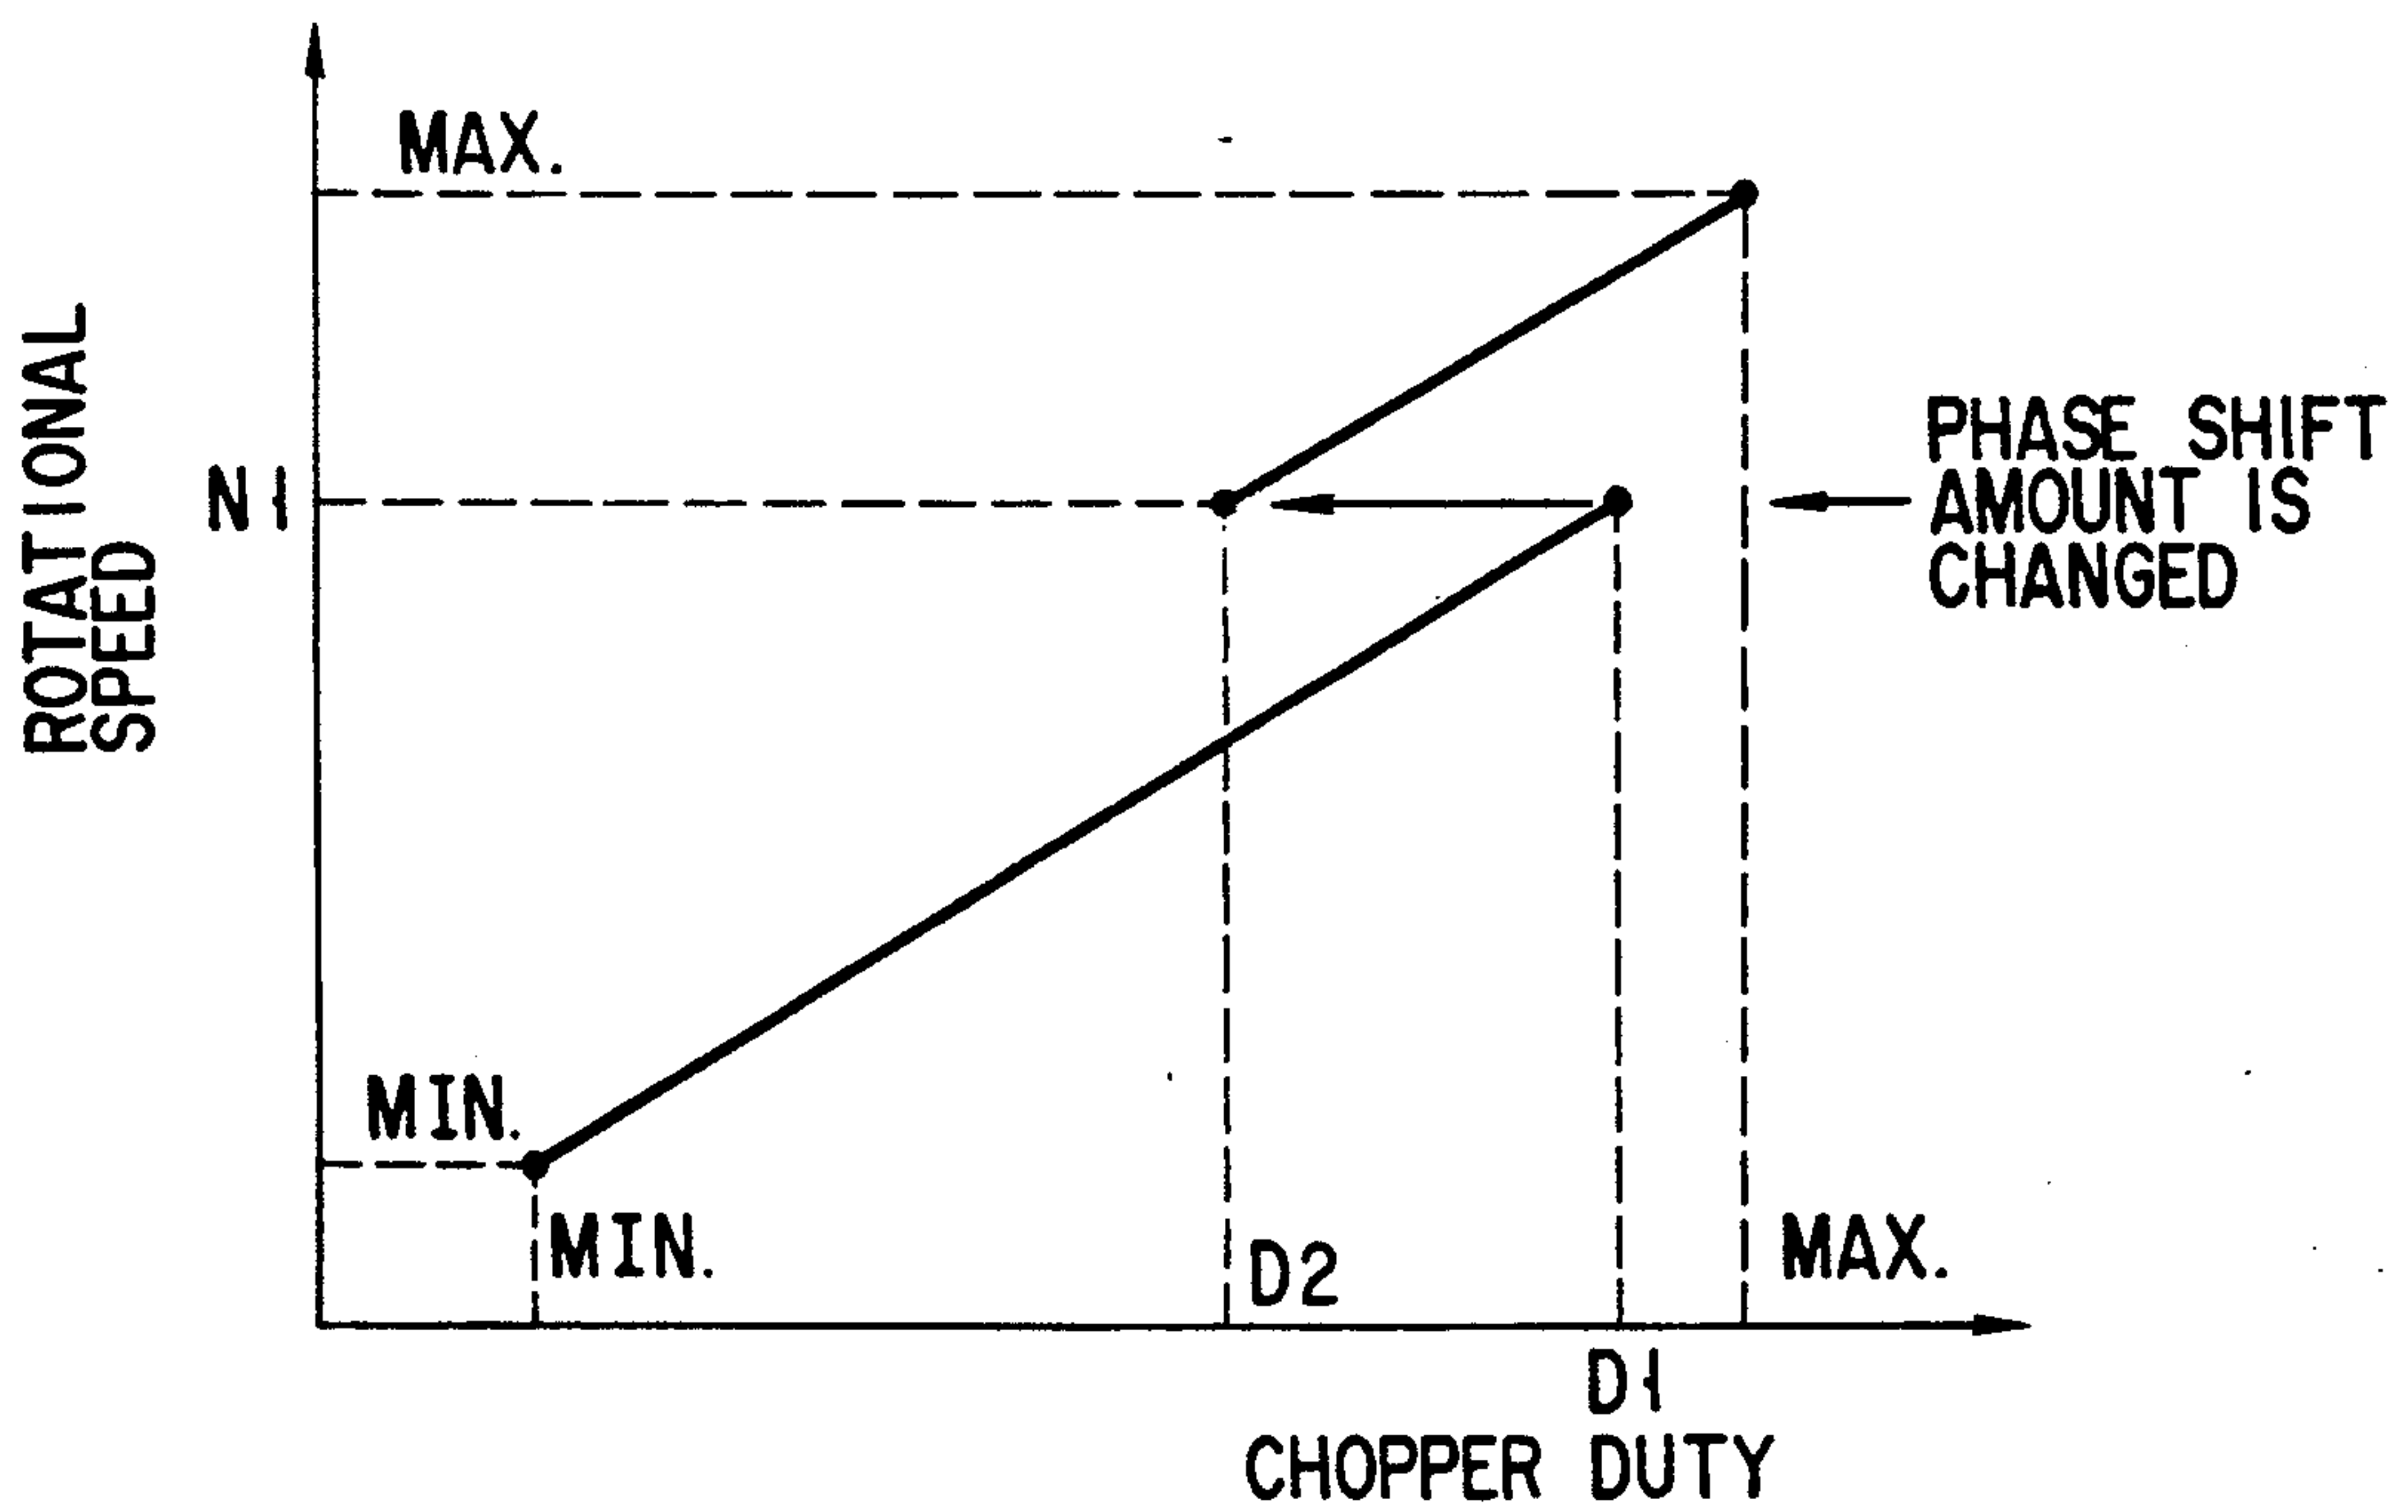 MAX.
ROTATIONAL
SPEED
N1
PHASE SHIFT
AMOUNT IS
CHANGED
MIN.
MIN.
D2
MAX.
D1
CHOPPER DUTY